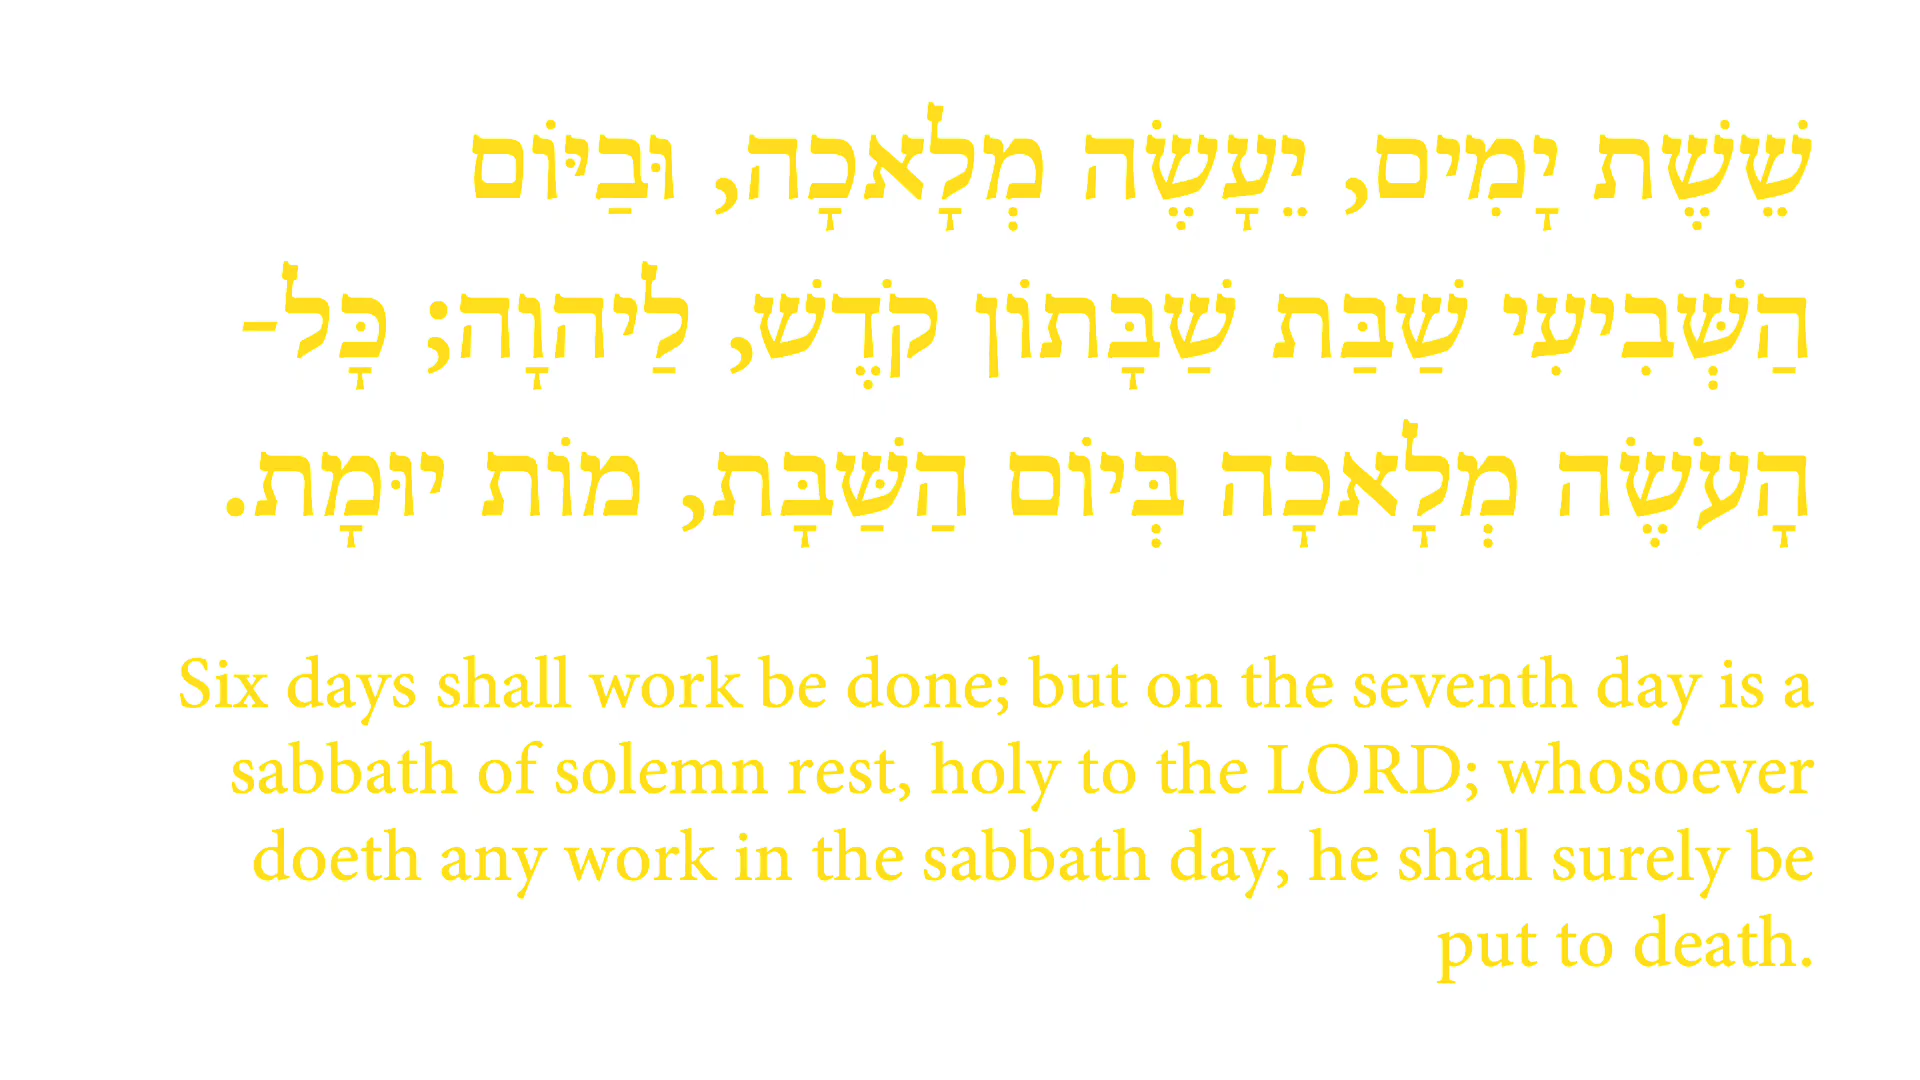 שֵׁשֶׁת יָמִים, יֵעָשֶׂה מְלָאכָה, וּבַיּוֹם
הַשְּׁבִיעִי שַׁבַּת שַׁבָּתוֹן קֹדֶשׁ, לַיהוָה; כָּל-
הָעֹשֶׂה מְלָאכָה בְּיוֹם הַשַּׁבָּת, מוֹת יוּמָת.
Six days shall work be done; but on the seventh day is a
sabbath of solemn rest, holy to the LORD; whosoever
doeth any work in the sabbath day, he shall surely be
put to death.